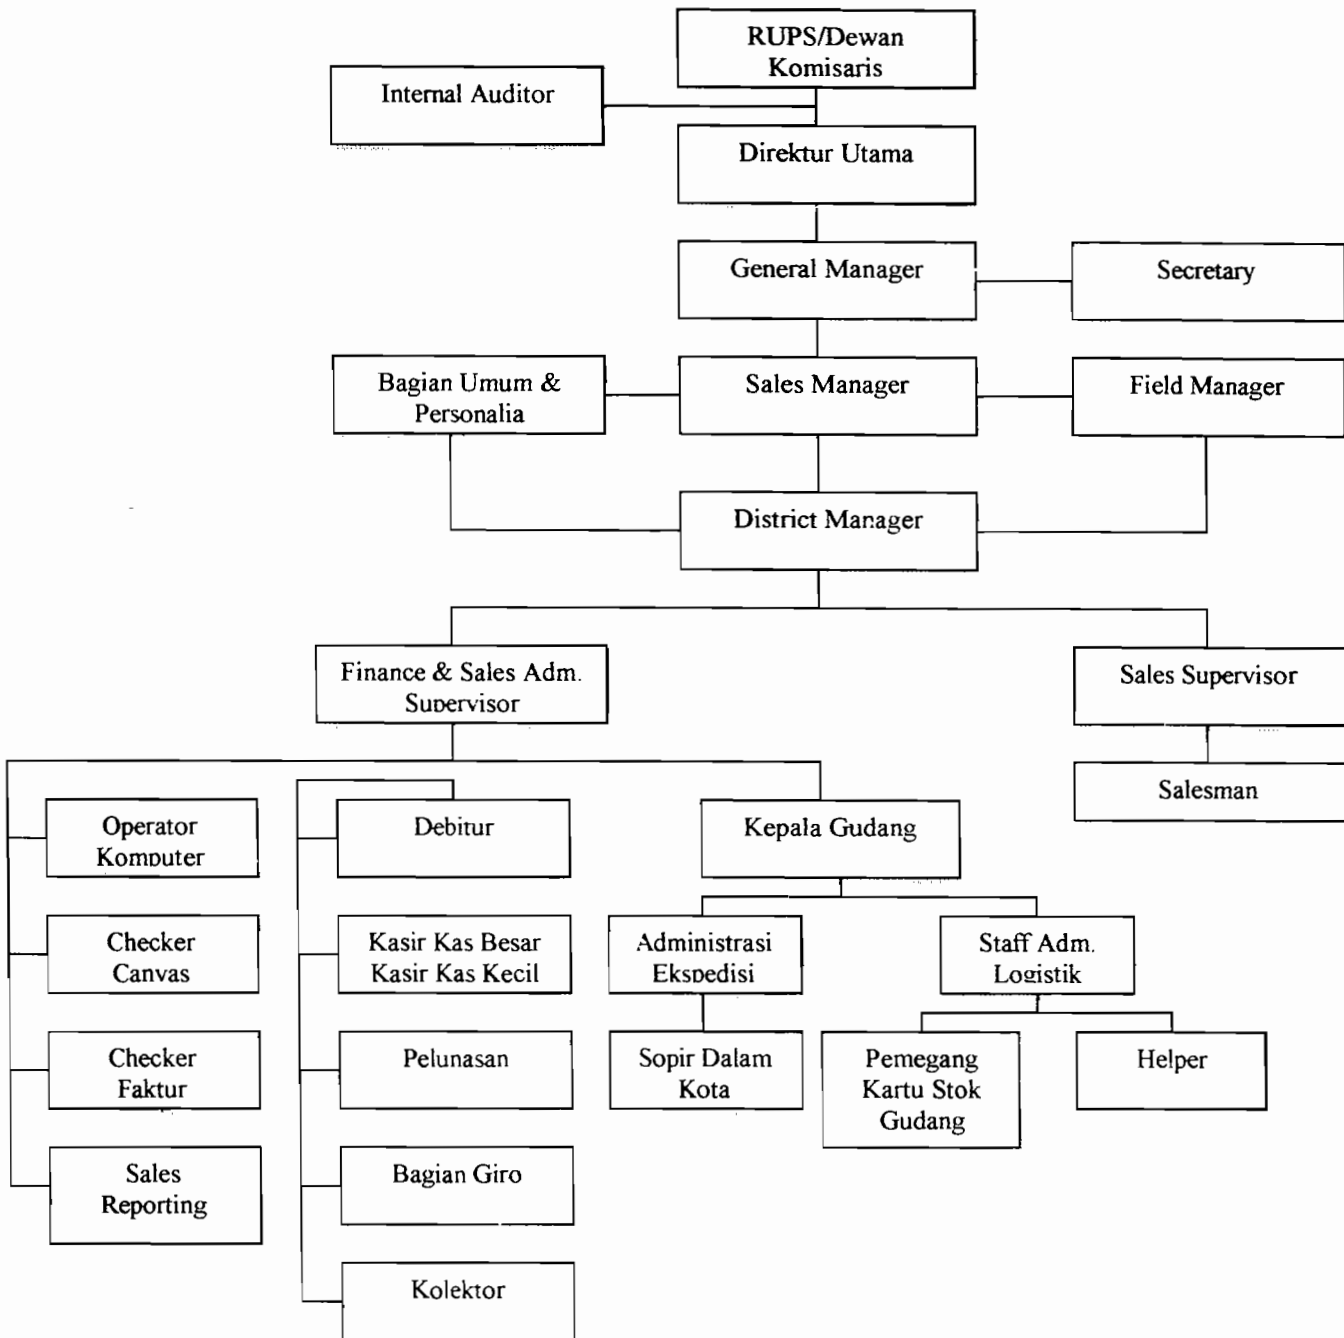 RUPS/Dewan
Komisaris
Internal Auditor
Direktur Utama
General Manager
Secretary
Bagian Umum &
Personalia
Sales Manager
Field Manager
District Manager
Finance & Sales Adm.
Supervisor
Sales Supervisor
Salesman
Operator
Komputer
Debitur
Kepala Gudang
Checker
Canvas
Kasir Kas Besar
Kasir Kas Kecil
Administrasi
Ekspedisi
Staff Adm.
Logistik
Checker
Faktur
Pelunasan
Sopir Dalam
Kota
Pemegang
Kartu Stok
Gudang
Helper
Sales
Reporting
Bagian Giro
Kolektor